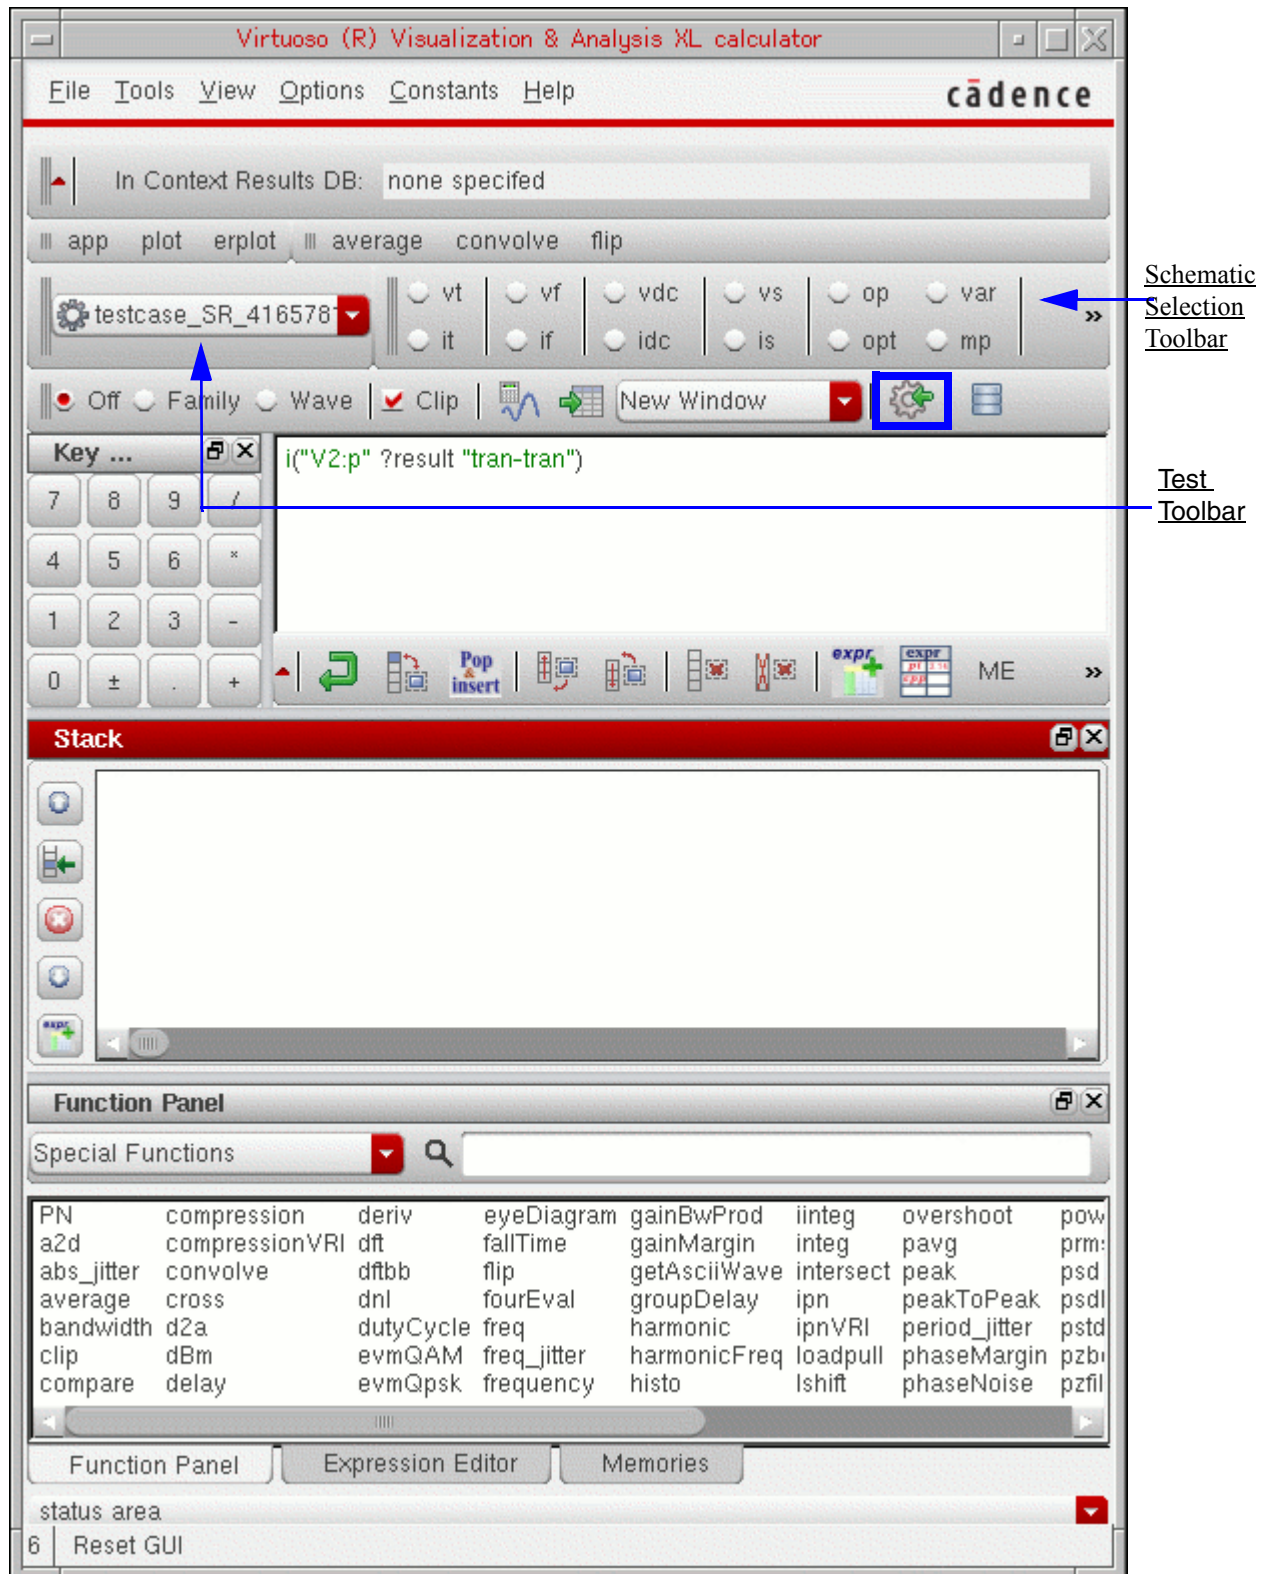 Virtuoso (R) Visualization & Analysis XL calculator
File Tools View Options Constants Help
cādence
In Context Results DB: none specifed
app plot erplot average convolve flip
vt vf vdc vs op var
testcase_SR_4165781
it if idc is opt mp
Schematic
Selection
Toolbar
Off Family Wave Clip New Window
Key ...
i("V2:p" ?result "tran-tran")
7 8 9 /
4 5 6 *
1 2 3 -
0 ± . +
Test
Toolbar
Pop & insert expr expr ME
Stack
expr
Function Panel
Special Functions
PN compression deriv eyeDiagram gainBwProd iinteg overshoot pow
a2d compressionVRI dft fallTime gainMargin integ pavg prm
abs_jitter convolve dftbb flip getAsciiWave intersect peak psd
average cross dnl fourEval groupDelay ipn peakToPeak psd
bandwidth d2a dutyCycle freq harmonic ipnVRI period_jitter pstd
clip dBm evmQAM freq_jitter harmonicFreq loadpull phaseMargin pzb
compare delay evmQpsk frequency histo lshift phaseNoise pzfil
Function Panel Expression Editor Memories
status area
6 Reset GUI